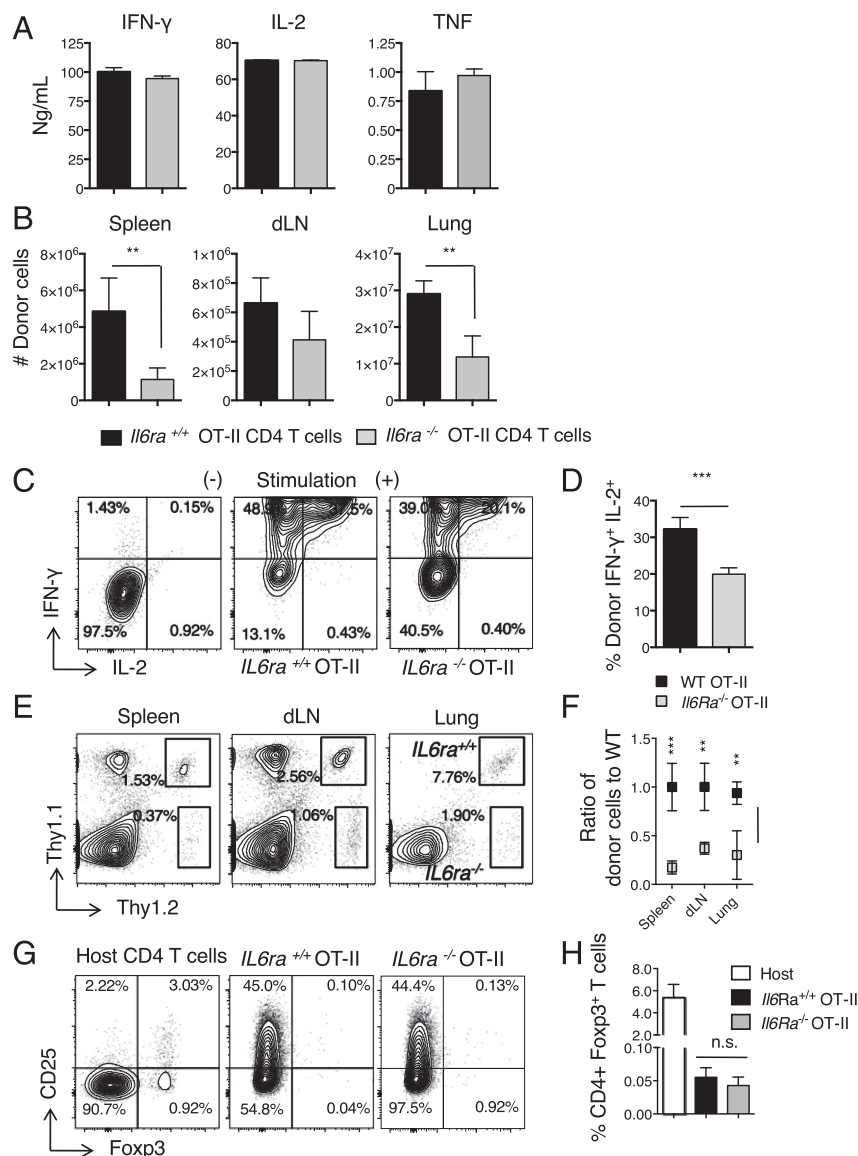 A
IFN-γ IL-2 TNF
Ng/mL
125
100
75
50
25
0
80
60
40
20
0
1.25
1.00
0.75
0.50
0.25
0
B
Spleen dLN Lung
# Donor cells
8×10⁶
6×10⁶
4×10⁶
2×10⁶
0
**
1×10⁶
8×10⁵
6×10⁵
4×10⁵
2×10⁵
0
4×10⁷
3×10⁷
2×10⁷
1×10⁷
0
**
Il6ra +/+ OT-II CD4 T cells Il6ra -/- OT-II CD4 T cells
C
(-) Stimulation (+)
IFN-γ
1.43% 0.15%
97.5% 0.92%
13.1% 0.43%
20.1%
40.5% 0.40%
IL-2 IL6ra +/+ OT-II IL6ra -/- OT-II
D
***
% Donor IFN-γ⁺ IL-2⁺
40
30
20
10
0
WT OT-II
Il6Ra-/- OT-II
E
Spleen dLN Lung
Thy1.1
1.53%
0.37%
2.56%
1.06%
IL6ra+/+
7.76%
1.90%
IL6ra-/-
Thy1.2
F
Ratio of
donor cells to WT
1.5
1.0
0.5
0.0
*** ** **
Spleen dLN Lung
G
Host CD4 T cells IL6ra +/+ OT-II IL6ra -/- OT-II
CD25
2.22% 3.03%
90.7% 0.92%
45.0% 0.10%
54.8% 0.04%
44.4% 0.13%
97.5% 0.92%
Foxp3
H
% CD4+ Foxp3⁺ T cells
8.0
6.0
4.0
2.0
0.10
0.05
0.00
Host
Il6Ra+/+ OT-II
Il6Ra-/- OT-II
n.s.